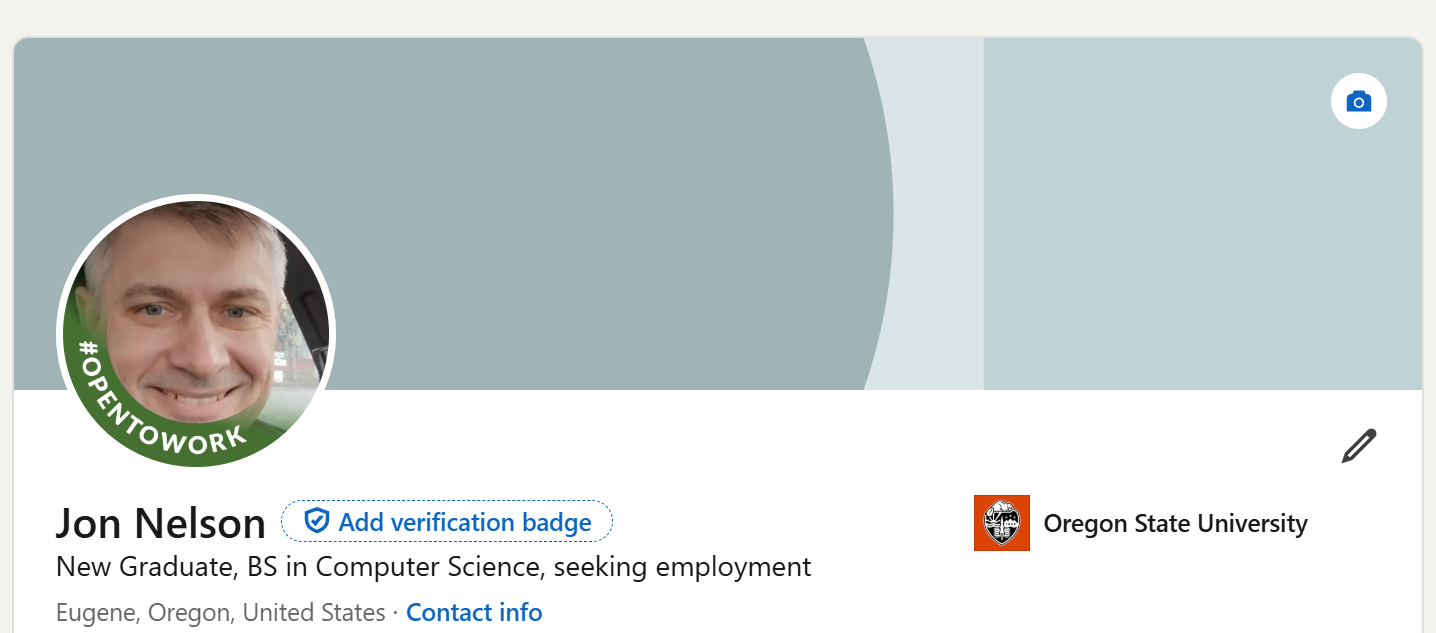 #OPENTOWORK
Jon Nelson Add verification badge
Oregon State University
New Graduate, BS in Computer Science, seeking employment
Eugene, Oregon, United States · Contact info